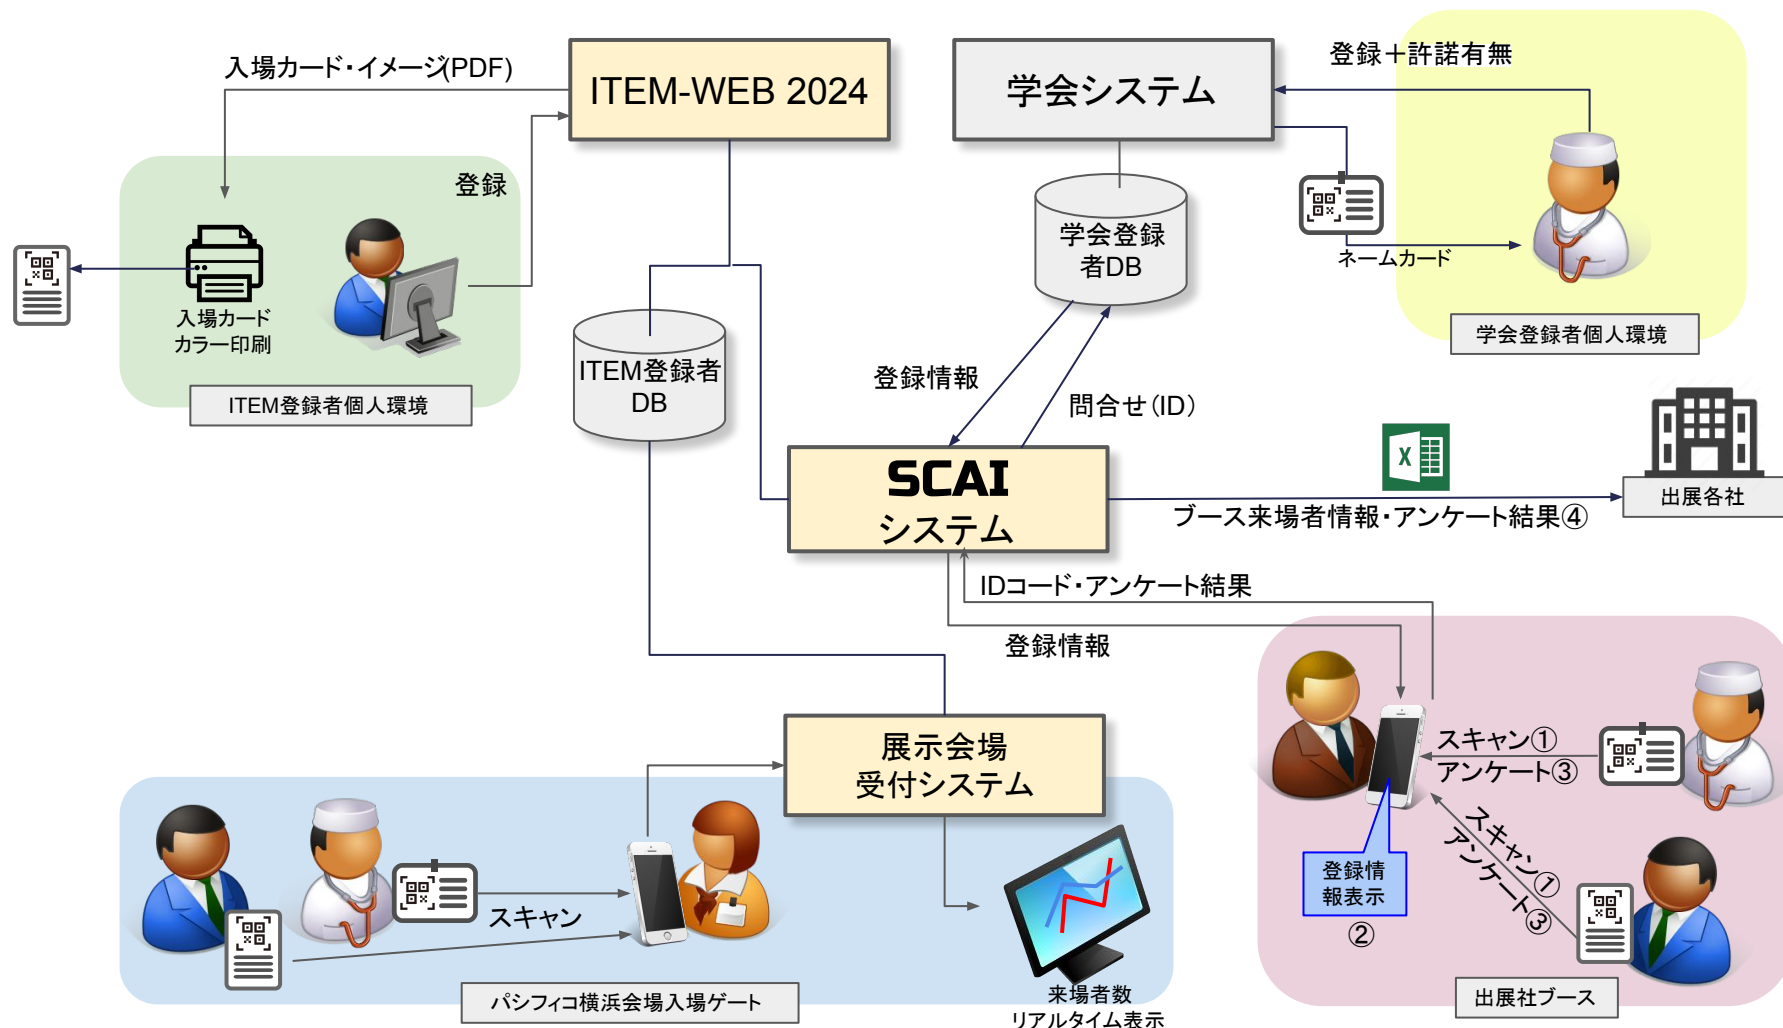 入場カード・イメージ(PDF)
ITEM-WEB 2024
学会システム
登録＋許諾有無
登録
入場カード
カラー印刷
ITEM登録者個人環境
学会登録
者DB
ネームカード
学会登録者個人環境
ITEM登録者
DB
登録情報
問合せ（ID）
SCAI
システム
X
ブース来場者情報・アンケート結果④
出展各社
IDコード・アンケート結果
登録情報
展示会場
受付システム
スキャン
パシフィコ横浜会場入場ゲート
来場者数
リアルタイム表示
スキャン①
アンケート③
スキャン①
アンケート③
登録情
報表示
②
出展社ブース